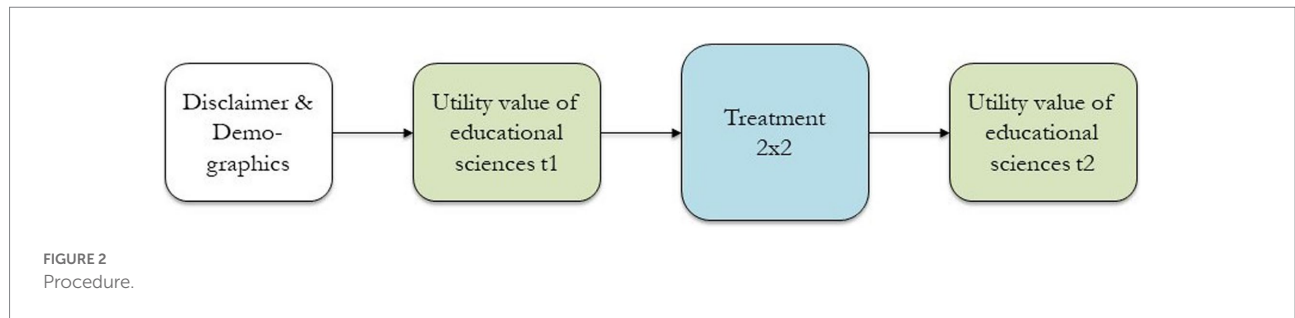 Disclaimer &
Demo-
graphics
Utility value of
educational
sciences t1
Treatment
2x2
Utility value of
educational
sciences t2
FIGURE 2
Procedure.